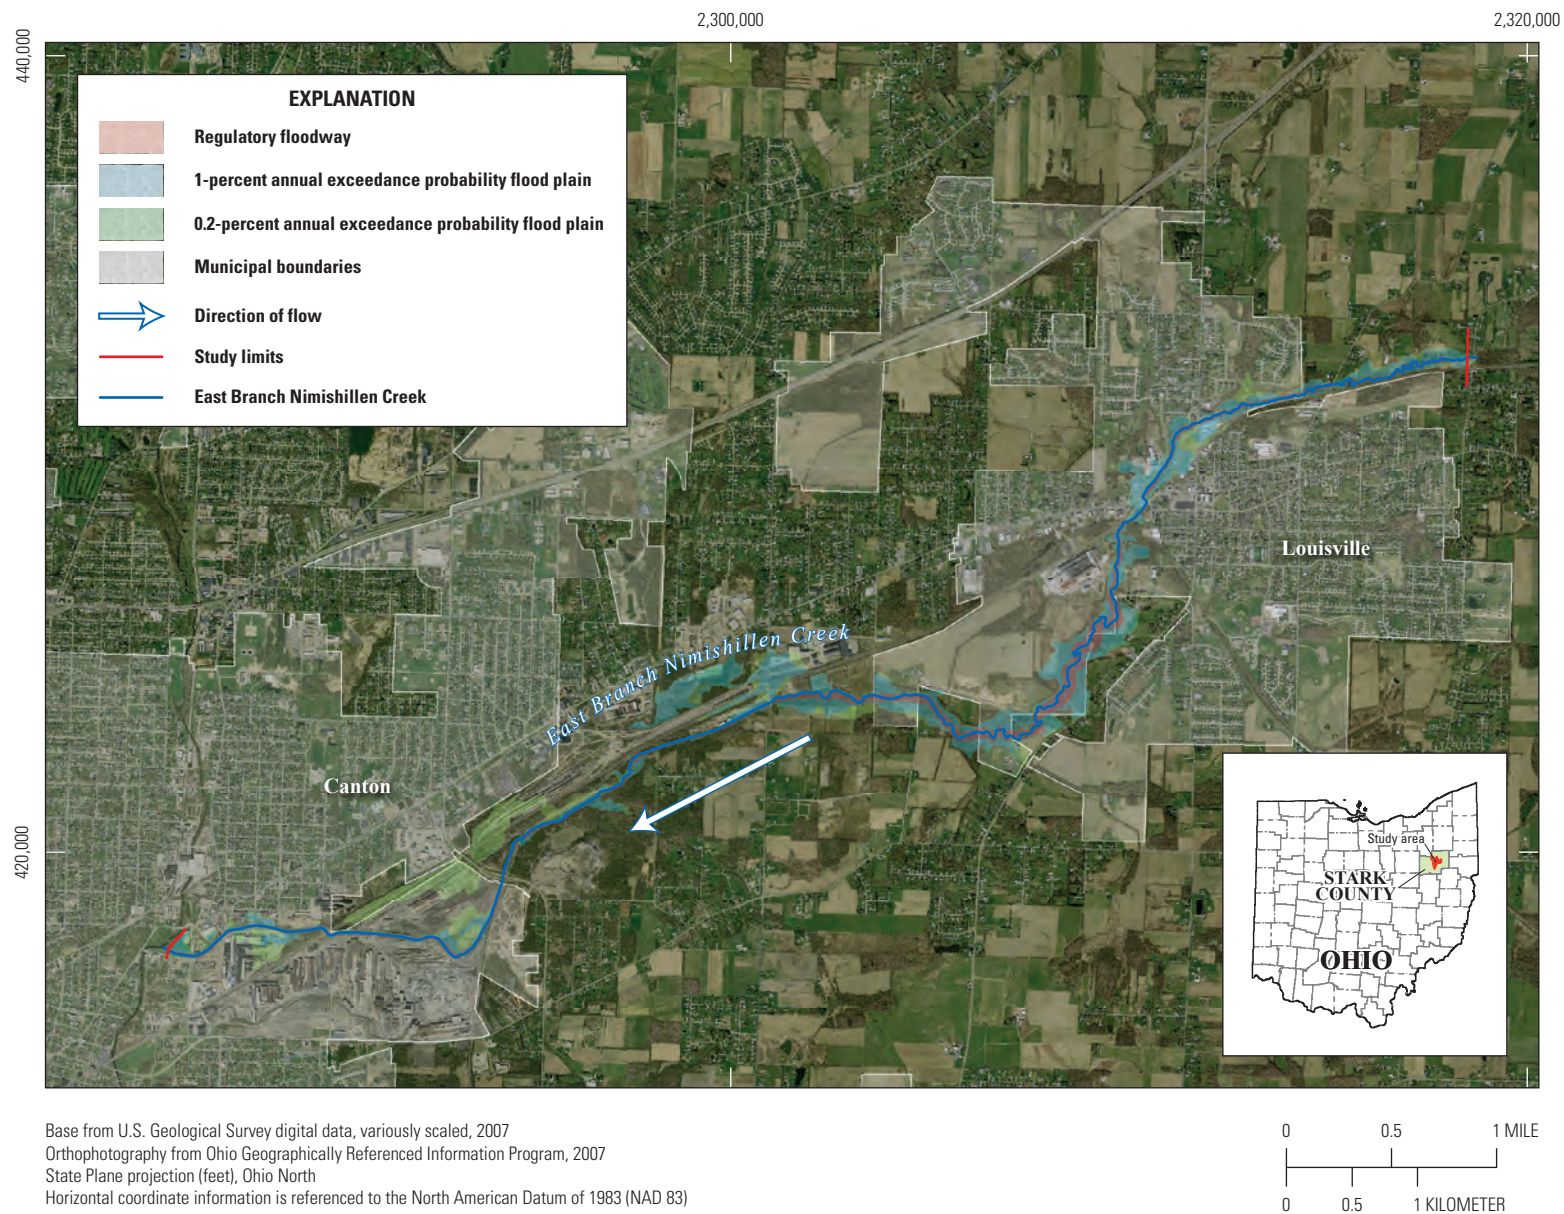 2,300,000
2,320,000
440,000
420,000
EXPLANATION
Regulatory floodway
1-percent annual exceedance probability flood plain
0.2-percent annual exceedance probability flood plain
Municipal boundaries
Direction of flow
Study limits
East Branch Nimishillen Creek
Louisville
East Branch Nimishillen Creek
Canton
Study area
STARK
COUNTY
OHIO
Base from U.S. Geological Survey digital data, variously scaled, 2007
Orthophotography from Ohio Geographically Referenced Information Program, 2007
State Plane projection (feet), Ohio North
Horizontal coordinate information is referenced to the North American Datum of 1983 (NAD 83)
0 0.5 1 MILE
0 0.5 1 KILOMETER